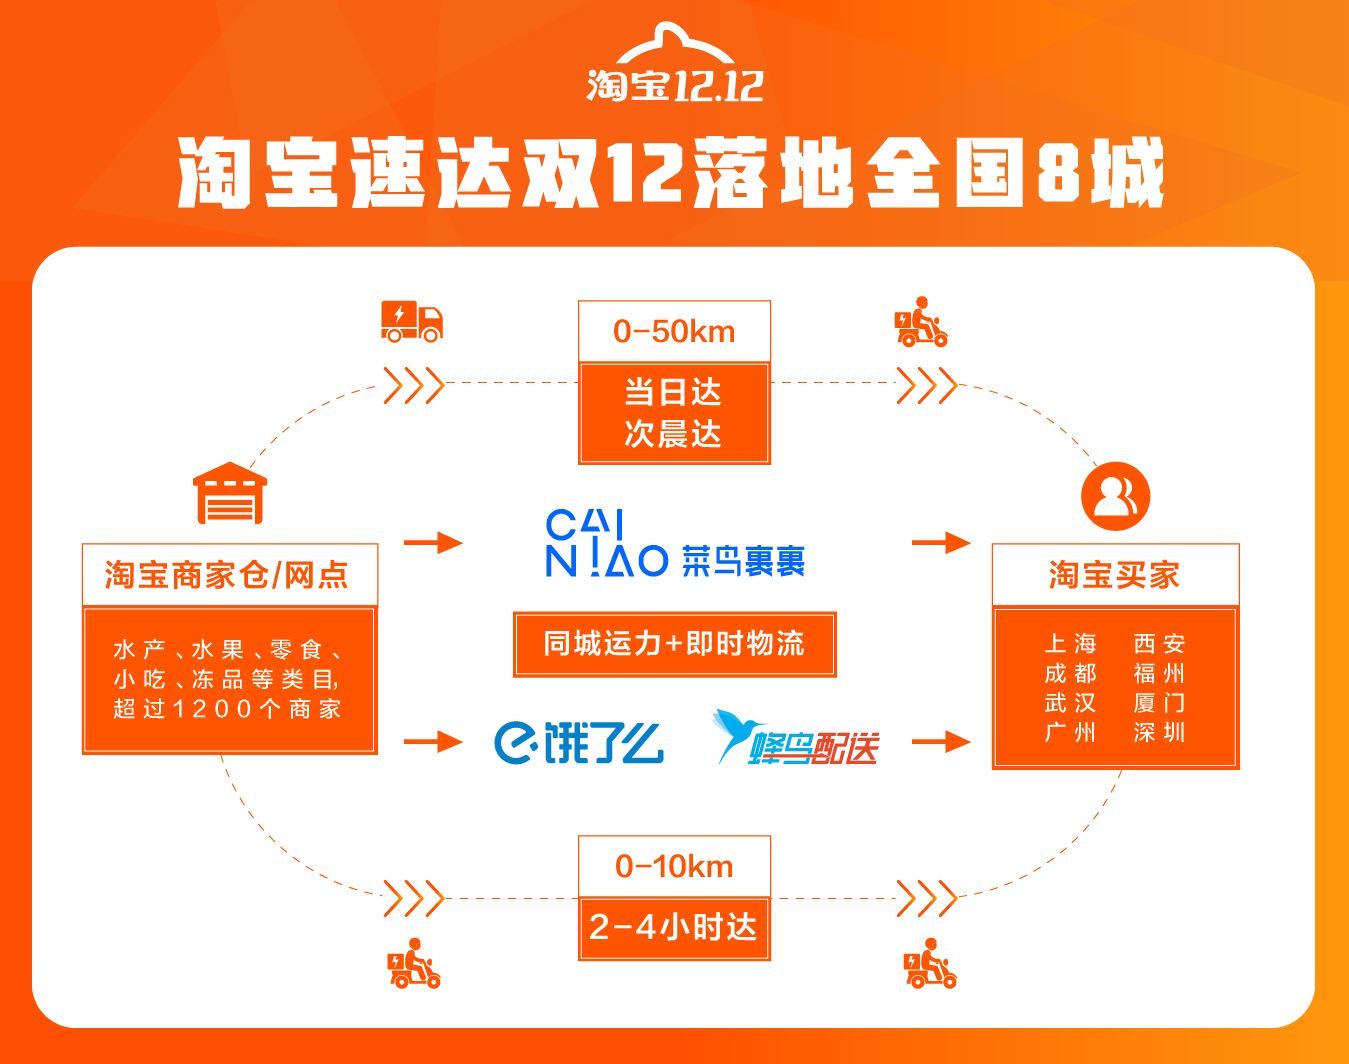 淘宝12.12
淘宝速达双12落地全国8城
0-50km
当日达
次晨达
淘宝商家仓/网点
水产、水果、零食、
小吃、冻品等类目,
超过1200个商家
CAI
NIAO 菜鸟裹裹
同城运力+即时物流
e 饿了么
蜂鸟配送
淘宝买家
上海 西安
成都 福州
武汉 厦门
广州 深圳
0-10km
2-4小时达